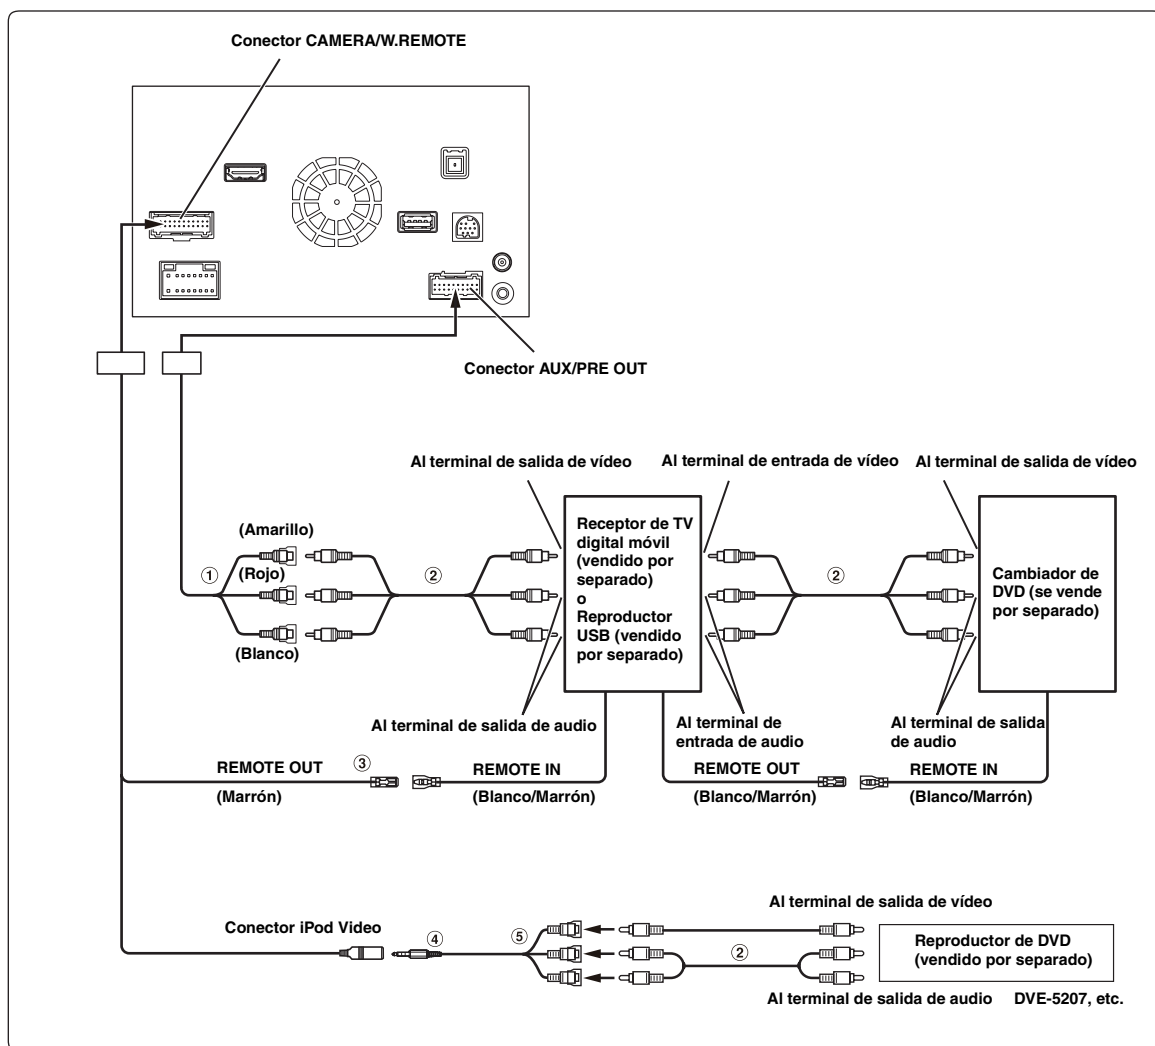 Conector CAMERA/W.REMOTE
Conector AUX/PRE OUT
Al terminal de salida de vídeo
Al terminal de entrada de vídeo
Al terminal de salida de vídeo
(Amarillo)
(Rojo)
(Blanco)
①
②
Receptor de TV
digital móvil
(vendido por
separado)
o
Reproductor
USB (vendido
por separado)
②
Cambiador de
DVD (se vende
por separado)
Al terminal de salida de audio
Al terminal de
entrada de audio
Al terminal de salida
de audio
REMOTE OUT
(Marrón)
③
REMOTE IN
(Blanco/Marrón)
REMOTE OUT
(Blanco/Marrón)
REMOTE IN
(Blanco/Marrón)
Al terminal de salida de vídeo
Conector iPod Video
④
⑤
②
Reproductor de DVD
(vendido por separado)
Al terminal de salida de audio
DVE-5207, etc.